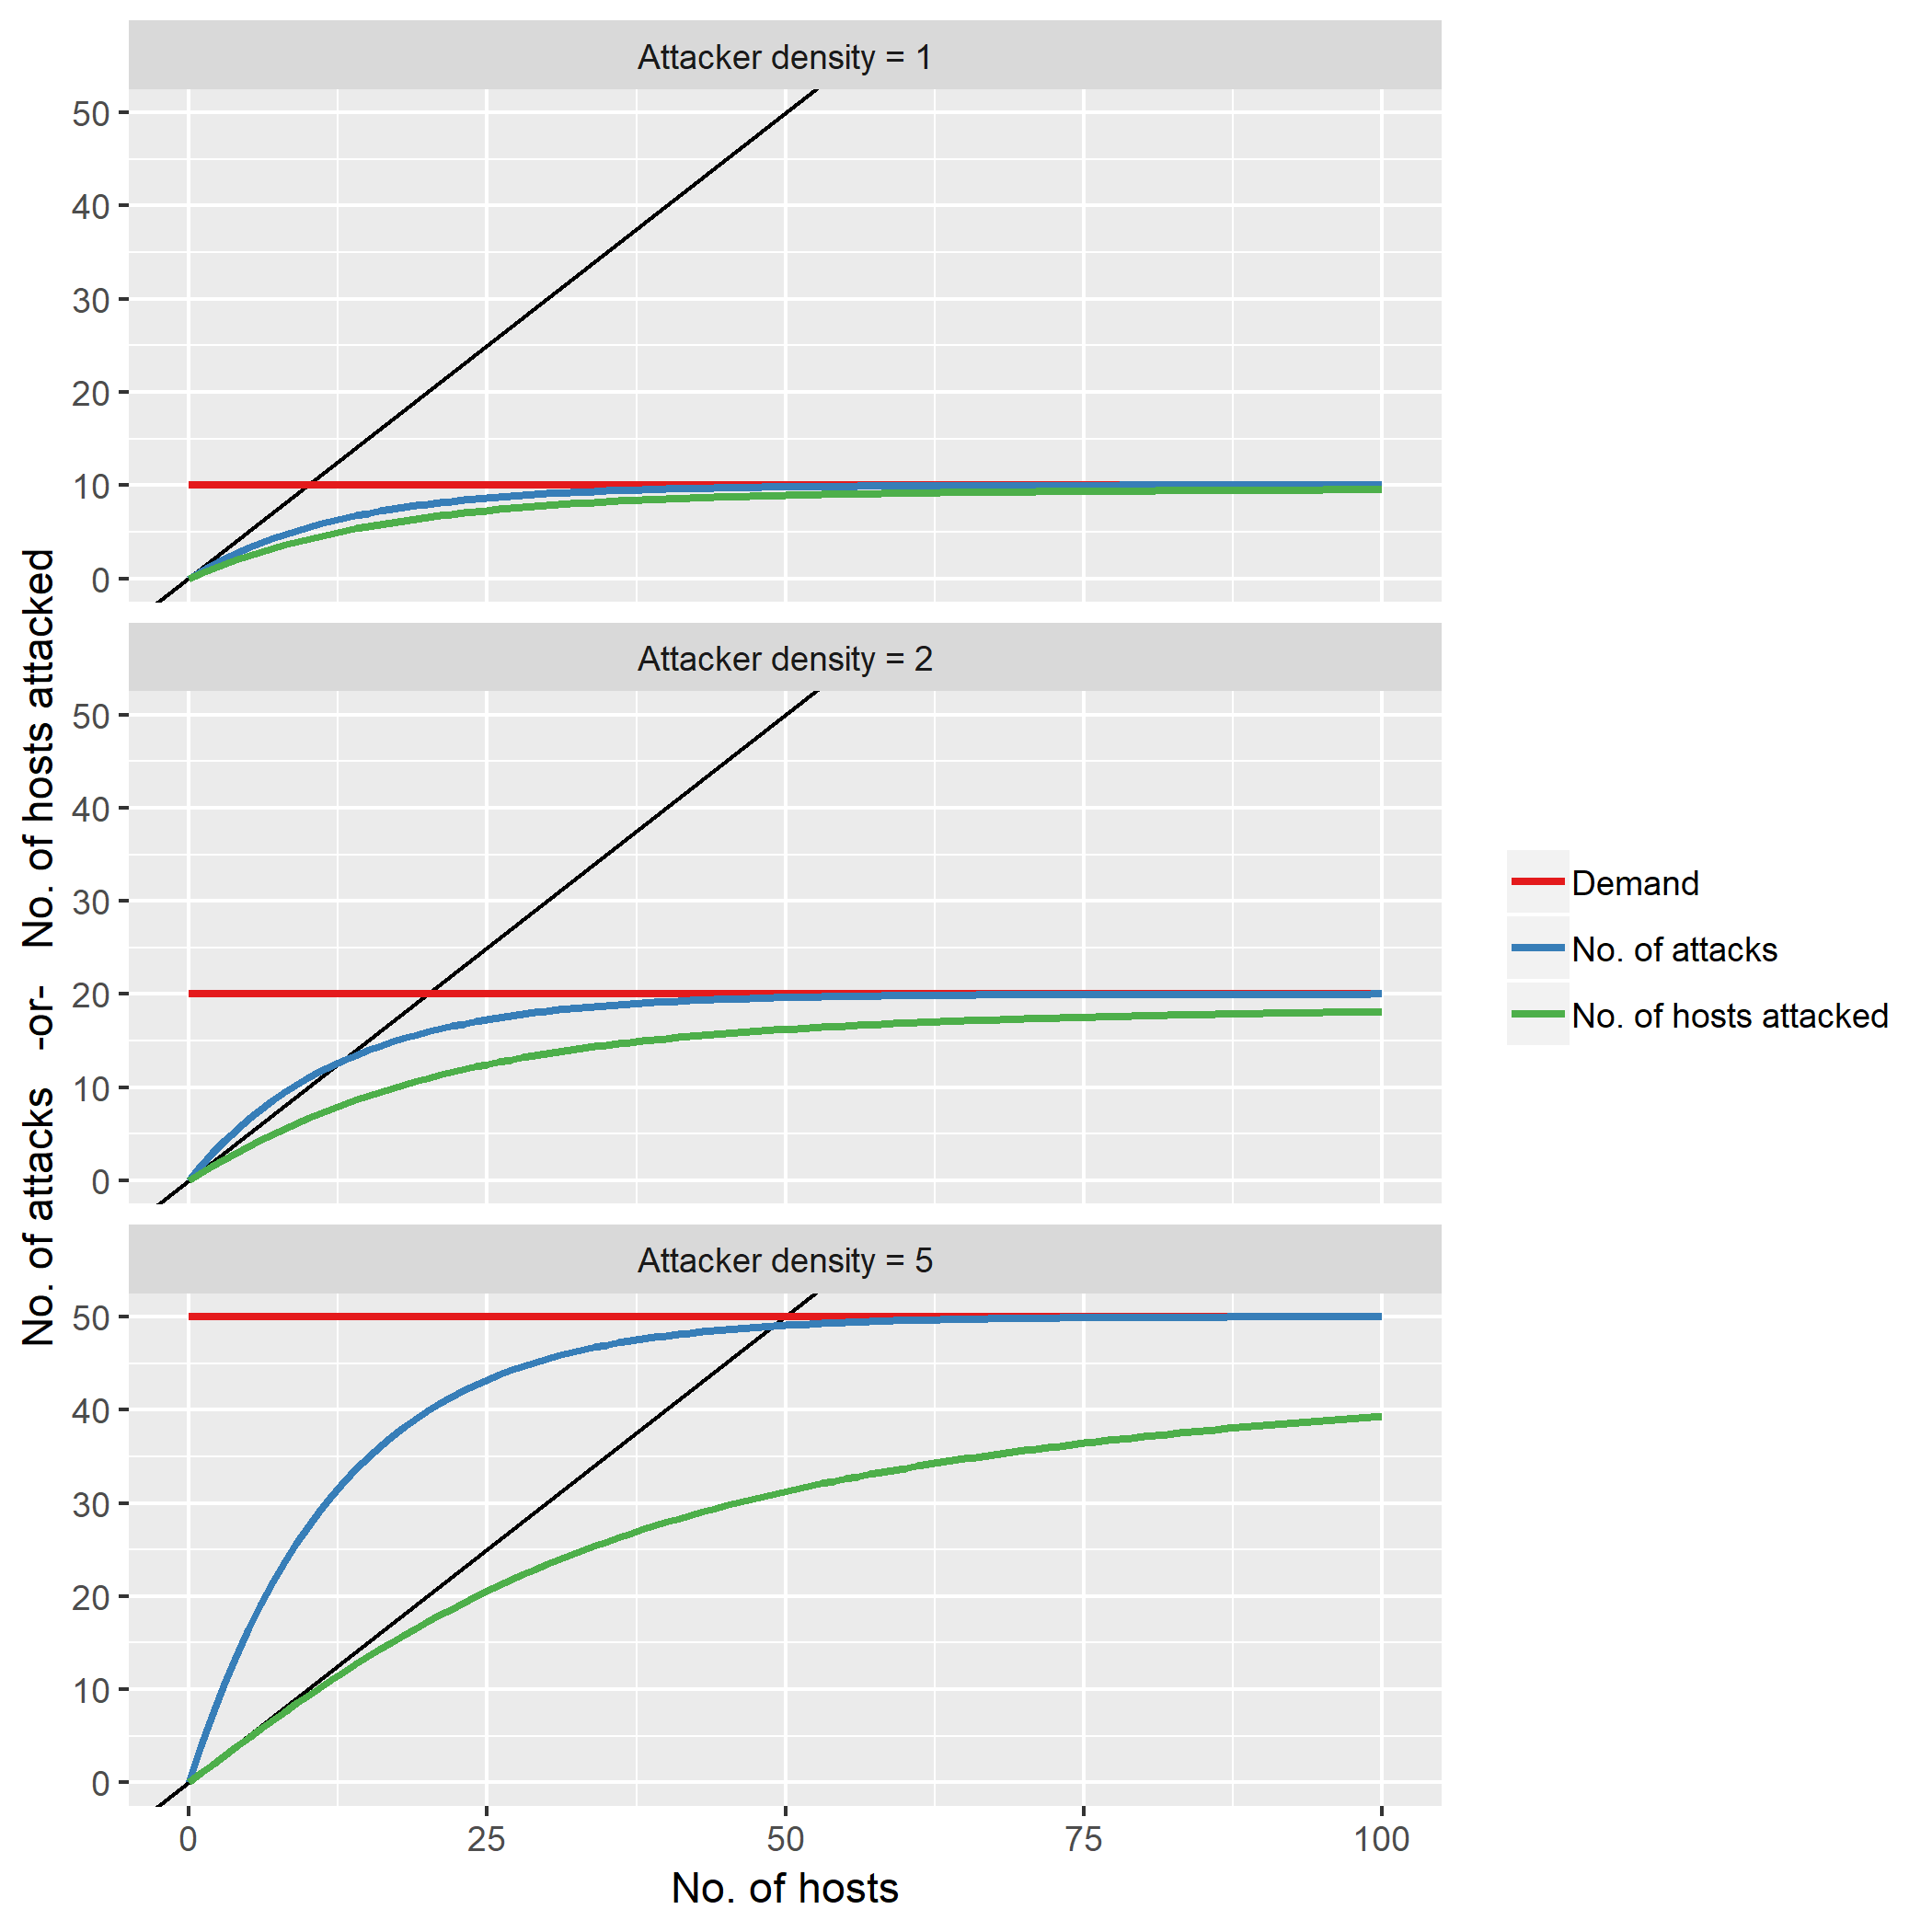 Attacker density = 1
50
40
30
20
10
0
Attacker density = 2
50
40
30
20
10
0
Attacker density = 5
50
40
30
20
10
0
0 25 50 75 100
No. of hosts
No. of attacks -or- No. of hosts attacked
Demand
No. of attacks
No. of hosts attacked